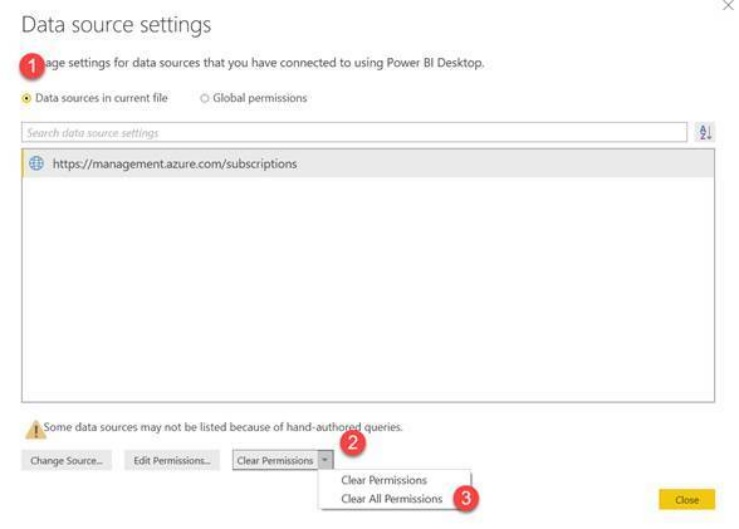 Data source settings
1 age settings for data sources that you have connected to using Power BI Desktop.
Data sources in current file Global permissions
Search data source settings
https://management.azure.com/subscriptions
Some data sources may not be listed because of hand-authored queries.
2
Change Source... Edit Permissions... Clear Permissions
Clear Permissions
Clear All Permissions 3
Close